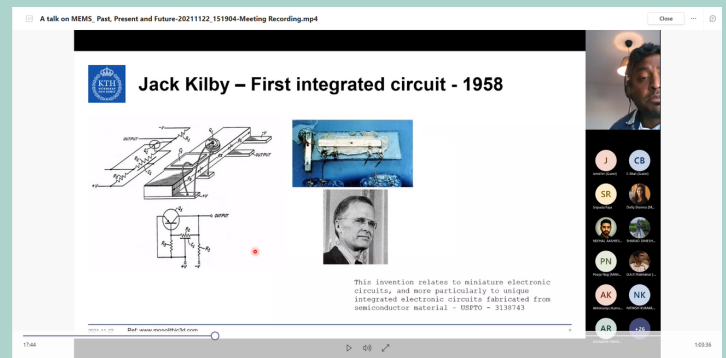 A talk on MEMS_ Past, Present and Future-20211122_151904-Meeting Recording.mp4
Close
KTH
Jack Kilby – First integrated circuit - 1958
OUTPUT
OUTPUT
OUTPUT
This invention relates to miniature electronic
circuits, and more particularly to unique
integrated electronic circuits fabricated from
semiconductor material – USPTO - 3138743
Ref: www.monolithic3d.com
J
CB
SR
PN
AK
NK
AR
+26
17:44
1:03:36